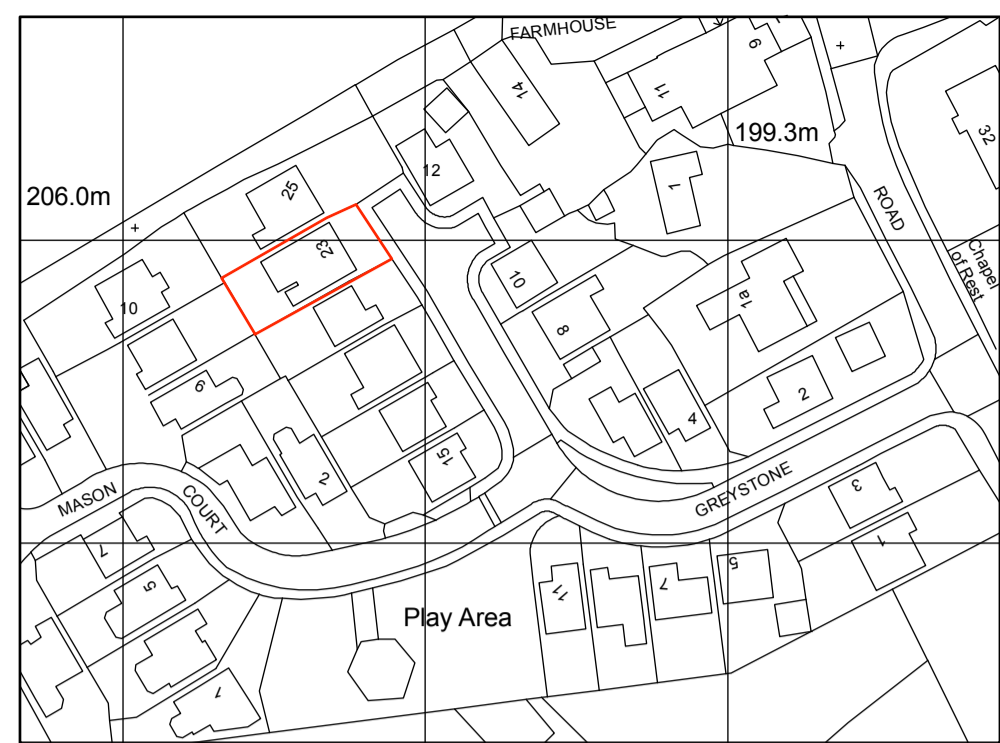 FARMHOUSE
9
14
11
199.3m
32
12
1
25
206.0m
ROAD
23
Chapel
of Rest
10
1a
10
8
6
2
4
15
2
GREYSTONE
MASON
COURT
3
1
7
5
11
7
5
Play Area
1